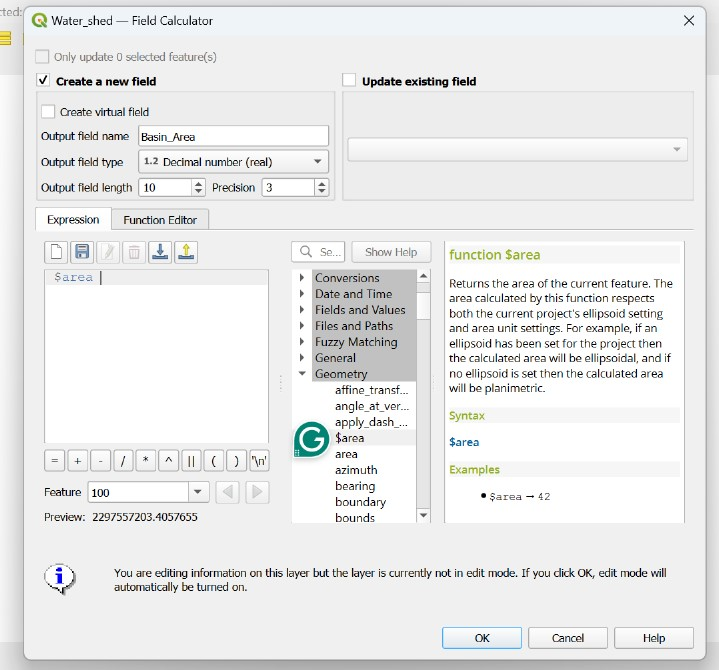 cted:
Water_shed — Field Calculator
Only update 0 selected feature(s)
Create a new field
Update existing field
Create virtual field
Output field name Basin_Area
Output field type 1.2 Decimal number (real)
Output field length 10 Precision 3
Expression Function Editor
Se... Show Help
$area
Conversions
Date and Time
Fields and Values
Files and Paths
Fuzzy Matching
General
Geometry
affine_transf...
angle_at_ver...
apply_dash_...
$area
area
azimuth
bearing
boundary
bounds
function $area
Returns the area of the current feature. The
area calculated by this function respects
both the current project's ellipsoid setting
and area unit settings. For example, if an
ellipsoid has been set for the project then
the calculated area will be ellipsoidal, and if
no ellipsoid is set then the calculated area
will be planimetric.
Syntax
$area
Examples
• $area → 42
= + - / * ^ || ( ) '\n'
Feature 100
Preview: 2297557203.4057655
You are editing information on this layer but the layer is currently not in edit mode. If you click OK, edit mode will
automatically be turned on.
OK Cancel Help